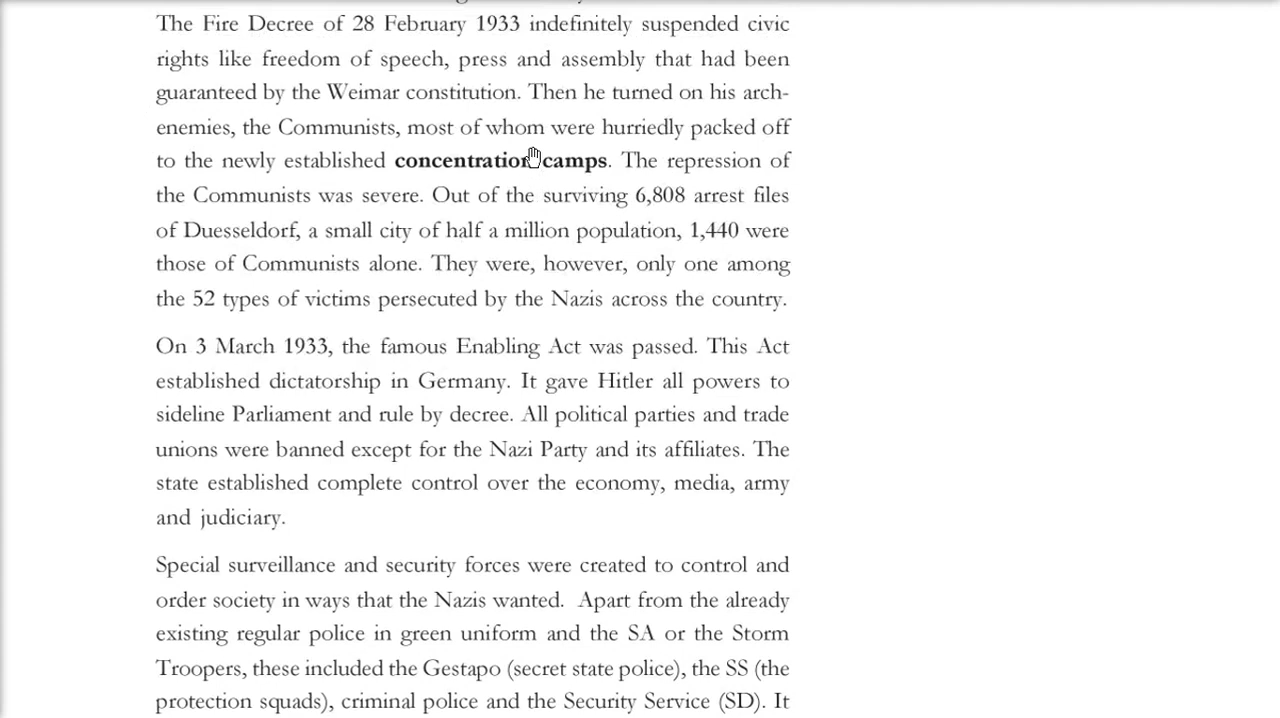 The Fire Decree of 28 February 1933 indefinitely suspended civic
rights like freedom of speech, press and assembly that had been
guaranteed by the Weimar constitution. Then he turned on his arch-
enemies, the Communists, most of whom were hurriedly packed off
to the newly established concentration camps. The repression of
the Communists was severe. Out of the surviving 6,808 arrest files
of Duesseldorf, a small city of half a million population, 1,440 were
those of Communists alone. They were, however, only one among
the 52 types of victims persecuted by the Nazis across the country.
On 3 March 1933, the famous Enabling Act was passed. This Act
established dictatorship in Germany. It gave Hitler all powers to
sideline Parliament and rule by decree. All political parties and trade
unions were banned except for the Nazi Party and its affiliates. The
state established complete control over the economy, media, army
and judiciary.
Special surveillance and security forces were created to control and
order society in ways that the Nazis wanted. Apart from the already
existing regular police in green uniform and the SA or the Storm
Troopers, these included the Gestapo (secret state police), the SS (the
protection squads), criminal police and the Security Service (SD). It